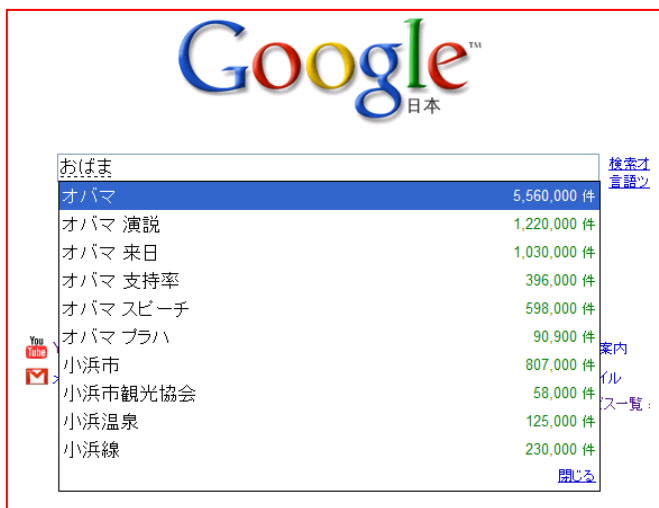 Google™
日本
おばま
検索オ
言語ツ
オバマ 5,560,000 件
オバマ 演説 1,220,000 件
オバマ 来日 1,030,000 件
オバマ 支持率 396,000 件
オバマ スピーチ 598,000 件
オバマ プラハ 90,900 件
小浜市 807,000 件
小浜市観光協会 58,000 件
小浜温泉 125,000 件
小浜線 230,000 件
閉じる
You Tube
案内
イル
ビス一覧